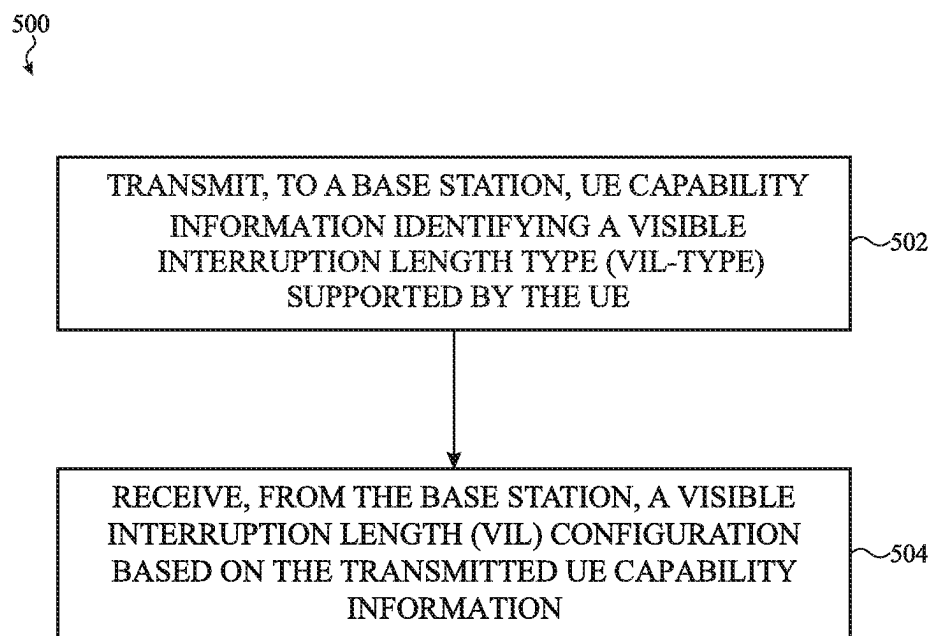 500
TRANSMIT, TO A BASE STATION, UE CAPABILITY
INFORMATION IDENTIFYING A VISIBLE
INTERRUPTION LENGTH TYPE (VIL-TYPE)
SUPPORTED BY THE UE
502
RECEIVE, FROM THE BASE STATION, A VISIBLE
INTERRUPTION LENGTH (VIL) CONFIGURATION
BASED ON THE TRANSMITTED UE CAPABILITY
INFORMATION
504